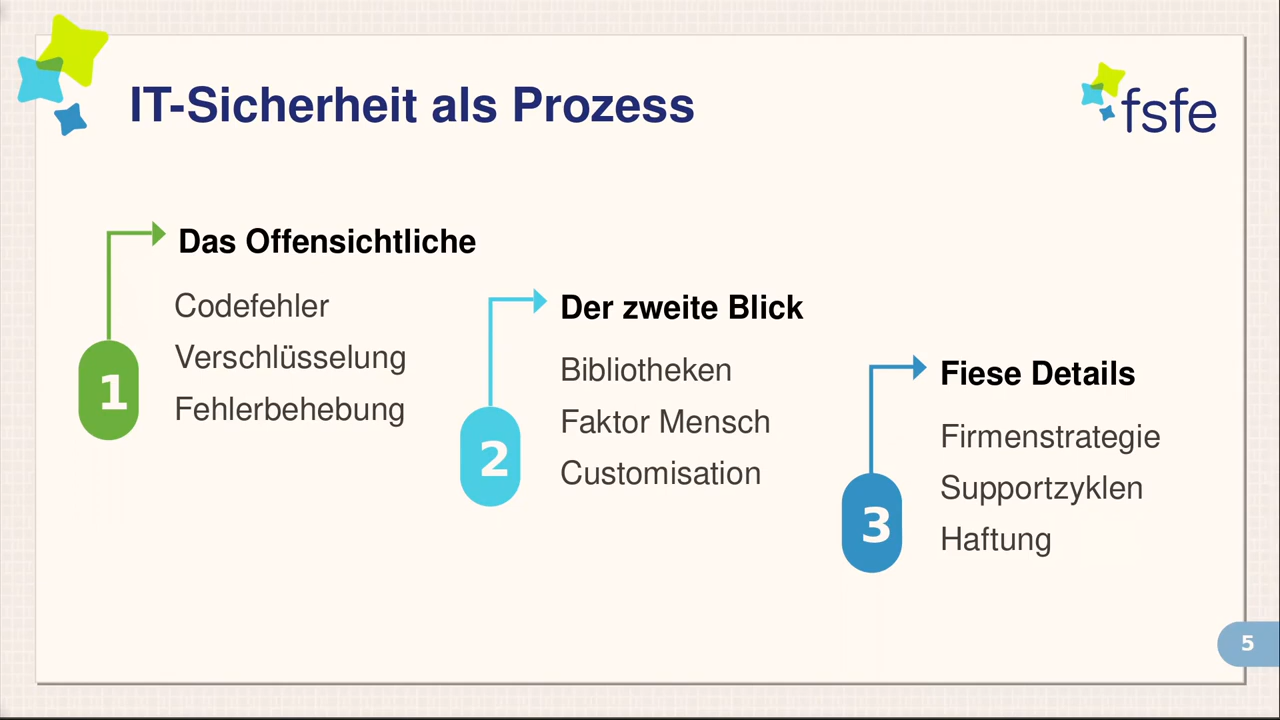 IT-Sicherheit als Prozess
fsfe
1
Das Offensichtliche
Codefehler
Verschlüsselung
Fehlerbehebung
2
Der zweite Blick
Bibliotheken
Faktor Mensch
Customisation
3
Fiese Details
Firmenstrategie
Supportzyklen
Haftung
5